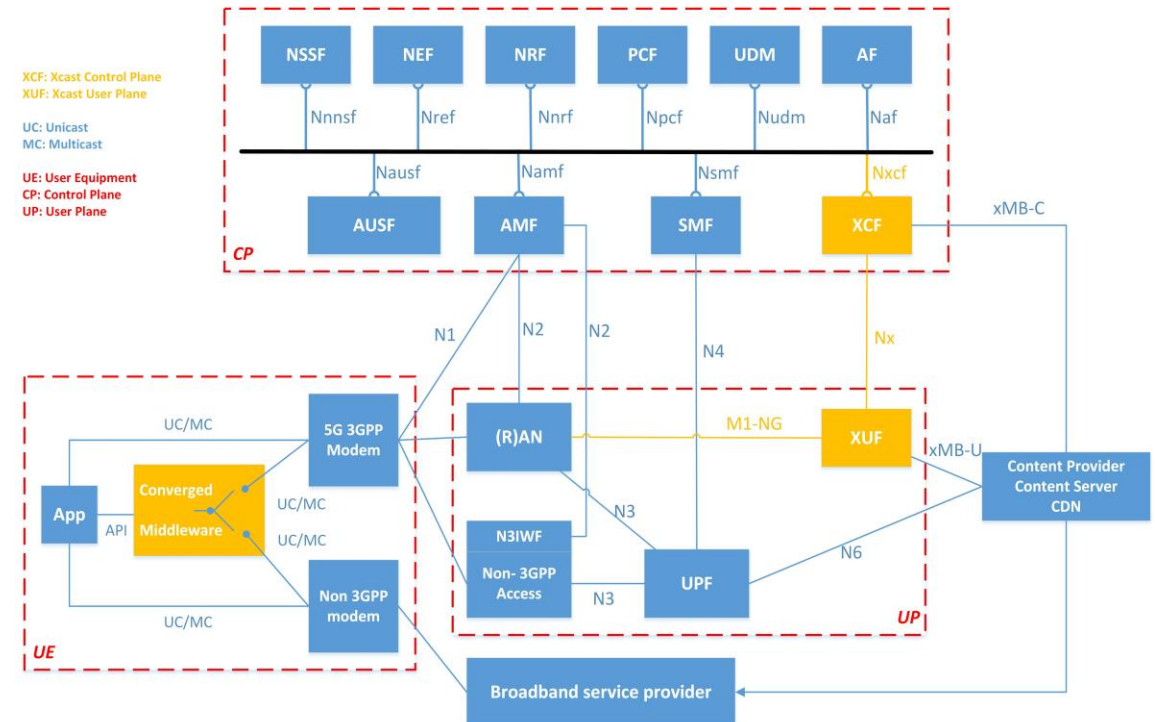 NSSF
NEF
NRF
PCF
UDM
AF
XCF: Xcast Control Plane
XUF: Xcast User Plane
UC: Unicast
MC: Multicast
UE: User Equipment
CP: Control Plane
UP: User Plane
Nnnsf
Nref
Nnrf
Npcf
Nudm
Naf
Nausf
Namf
Nsmf
Nxcf
AUSF
AMF
SMF
XCF
xMB-C
CP
N1
N2
N2
N4
Nx
UC/MC
5G 3GPP
Modem
(R)AN
M1-NG
XUF
xMB-U
Content Provider
Content Server
CDN
App
API
Converged
Middleware
UC/MC
UC/MC
N3
N3IWF
Non- 3GPP
Access
N3
UPF
N6
Non 3GPP
modem
UC/MC
UE
UP
Broadband service provider